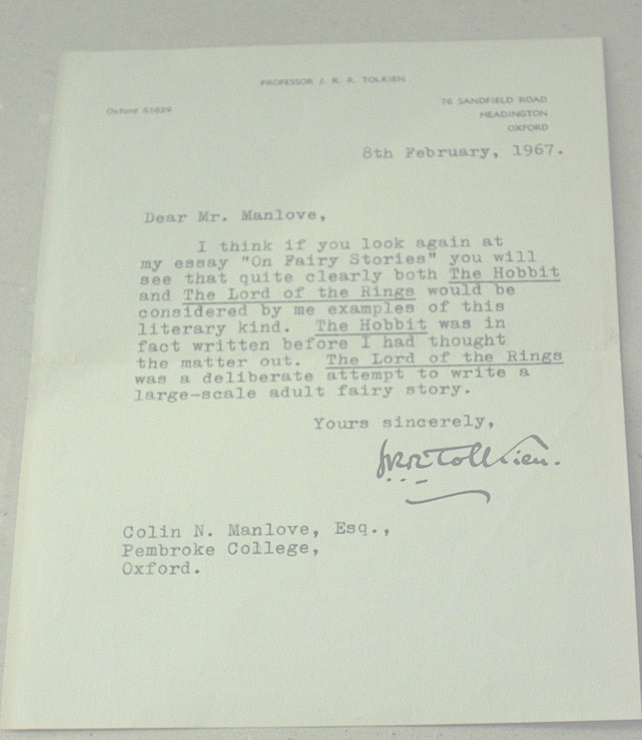 PROFESSOR J. R. R. TOLKIEN
Oxford 61639
76 SANDFIELD ROAD
HEADINGTON
OXFORD
8th February, 1967.
Dear Mr. Manlove,
I think if you look again at
my essay "On Fairy Stories" you will
see that quite clearly both The Hobbit
and The Lord of the Rings would be
considered by me examples of this
literary kind. The Hobbit was in
fact written before I had thought
the matter out. The Lord of the Rings
was a deliberate attempt to write a
large-scale adult fairy story.
Yours sincerely,
JRRTolkien.
Colin N. Manlove, Esq.,
Pembroke College,
Oxford.